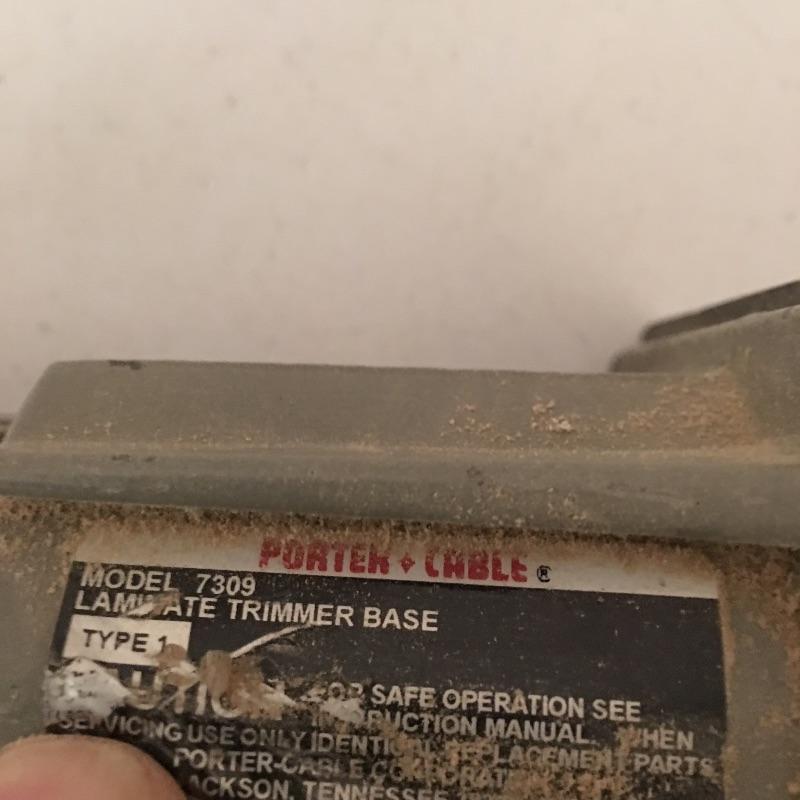 PORTER + CABLE ®
MODEL 7309
LAMINATE TRIMMER BASE
TYPE 1
CAUTION FOR SAFE OPERATION SEE
INSTRUCTION MANUAL. WHEN
SERVICING USE ONLY IDENTICAL REPLACEMENT PARTS
PORTER-CABLE CORPORATION
JACKSON, TENNESSEE